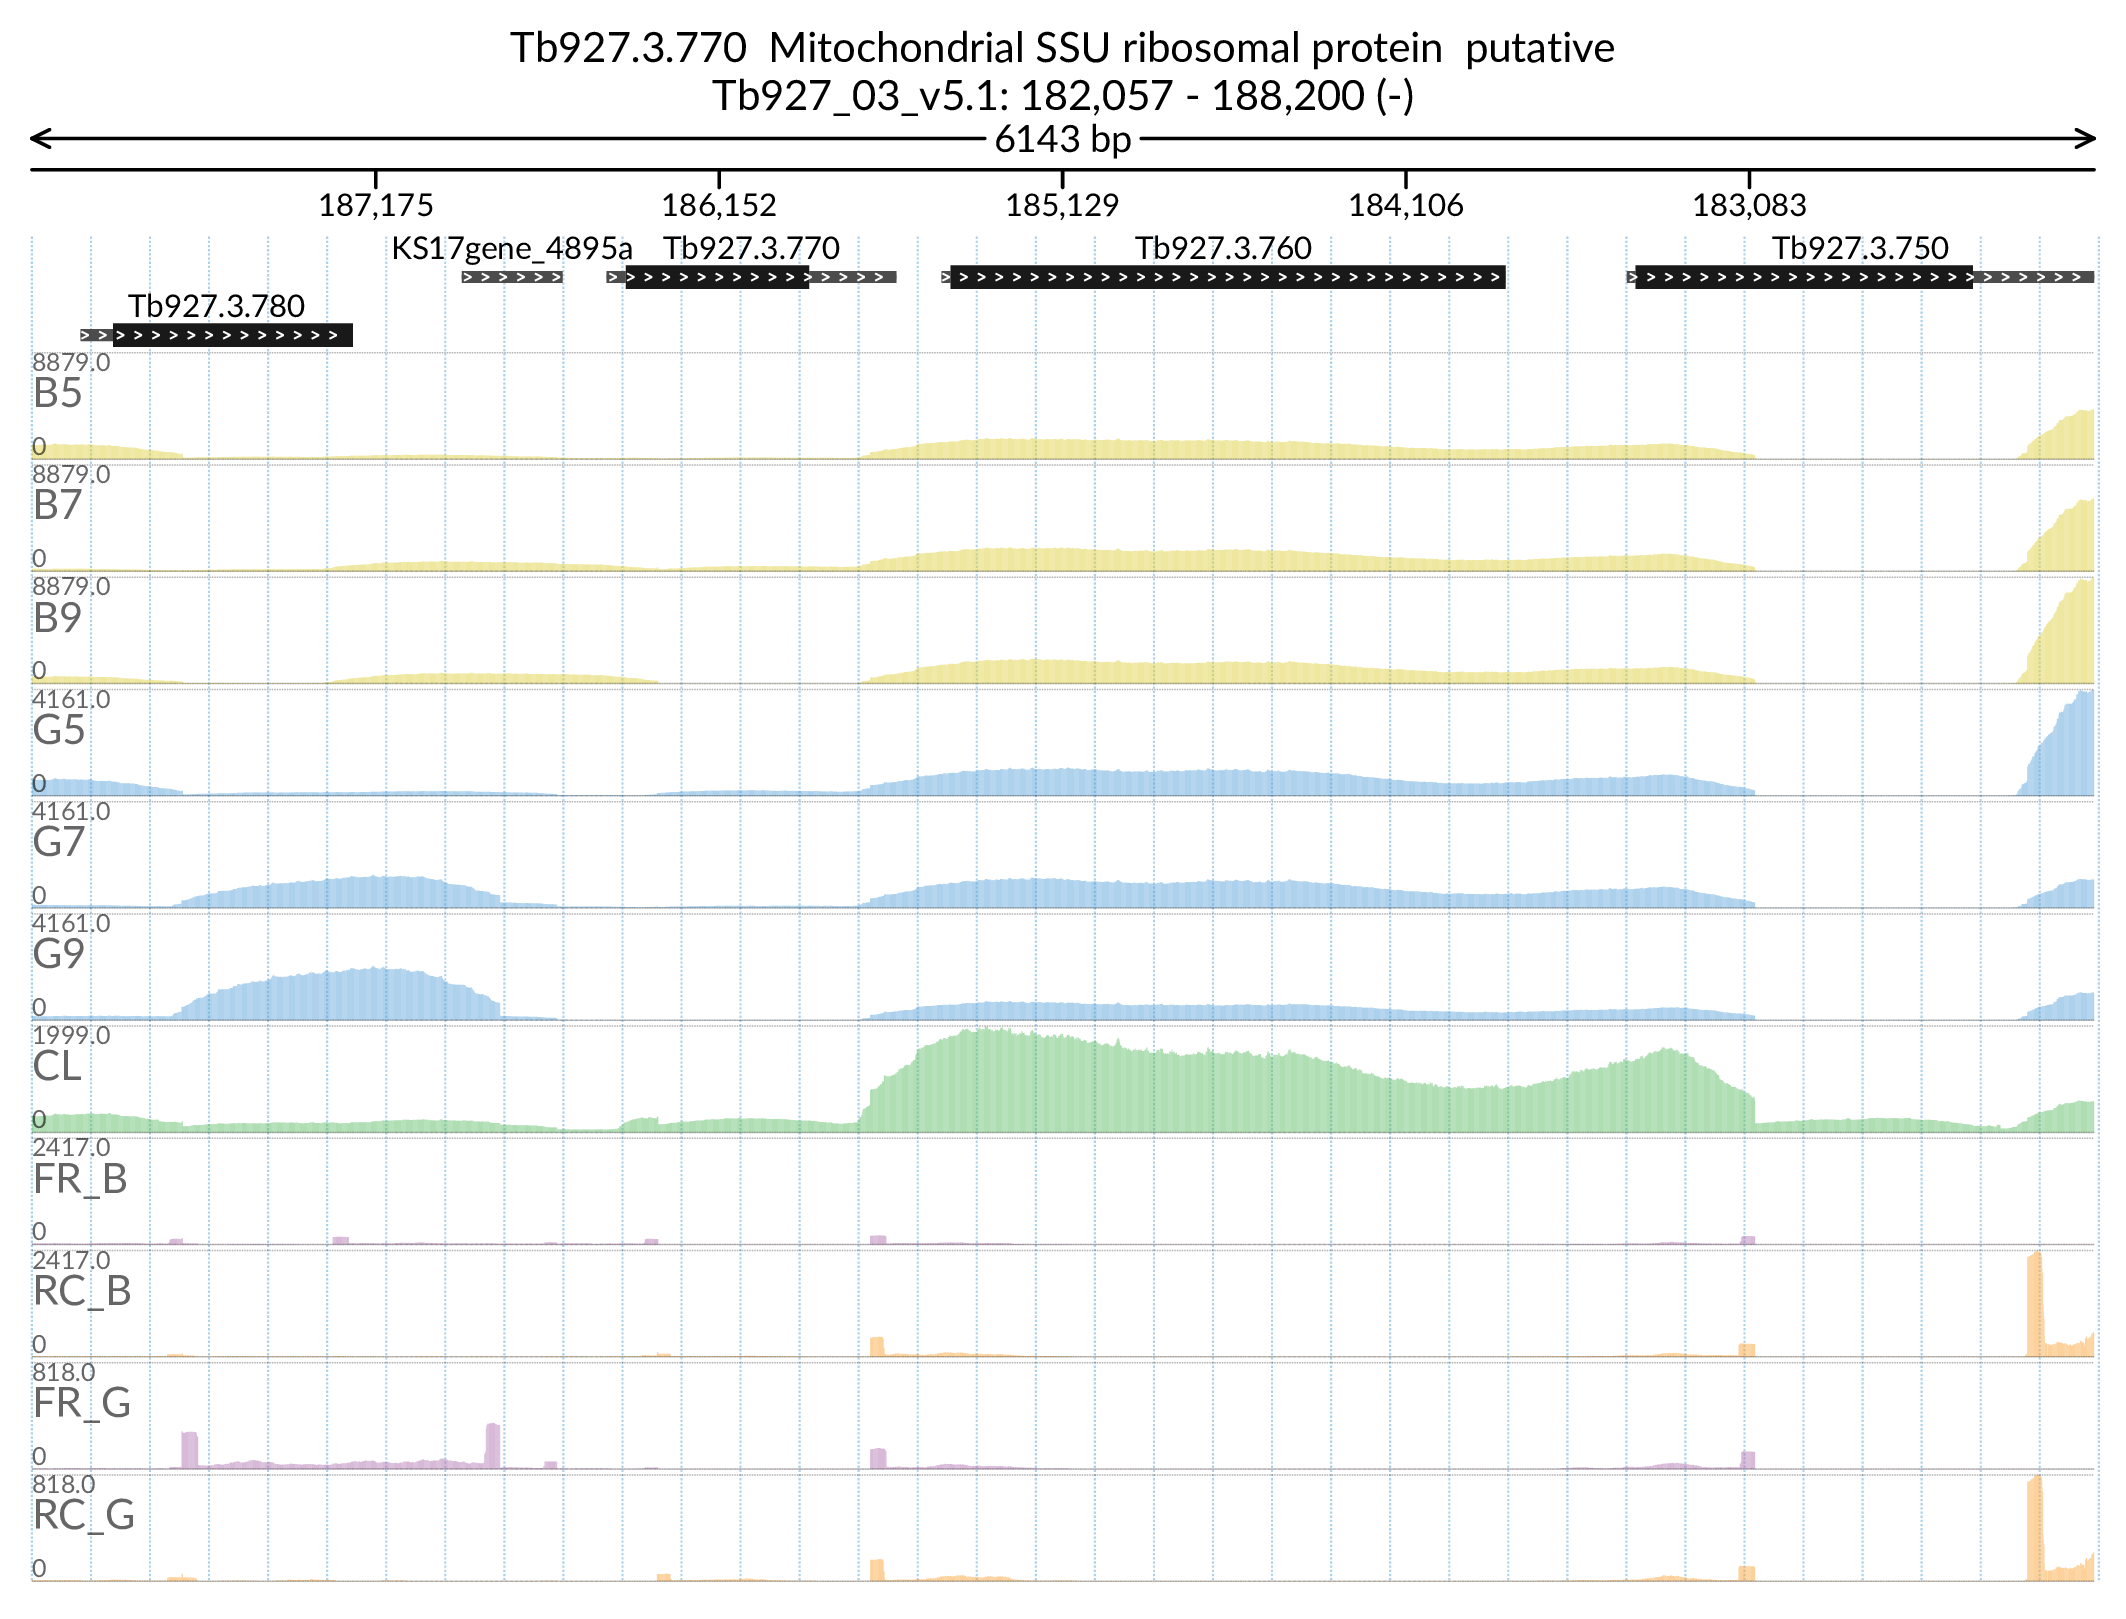 Tb927.3.770  Mitochondrial SSU ribosomal protein  putative
Tb927_03_v5.1: 182,057 - 188,200 (-)
6143 bp
187,175 186,152 185,129 184,106 183,083
KS17gene_4895a Tb927.3.770 Tb927.3.760 Tb927.3.750
Tb927.3.780
8879.0
B5
0
8879.0
B7
0
8879.0
B9
0
4161.0
G5
0
4161.0
G7
0
4161.0
G9
0
1999.0
CL
0
2417.0
FR_B
0
2417.0
RC_B
0
818.0
FR_G
0
818.0
RC_G
0